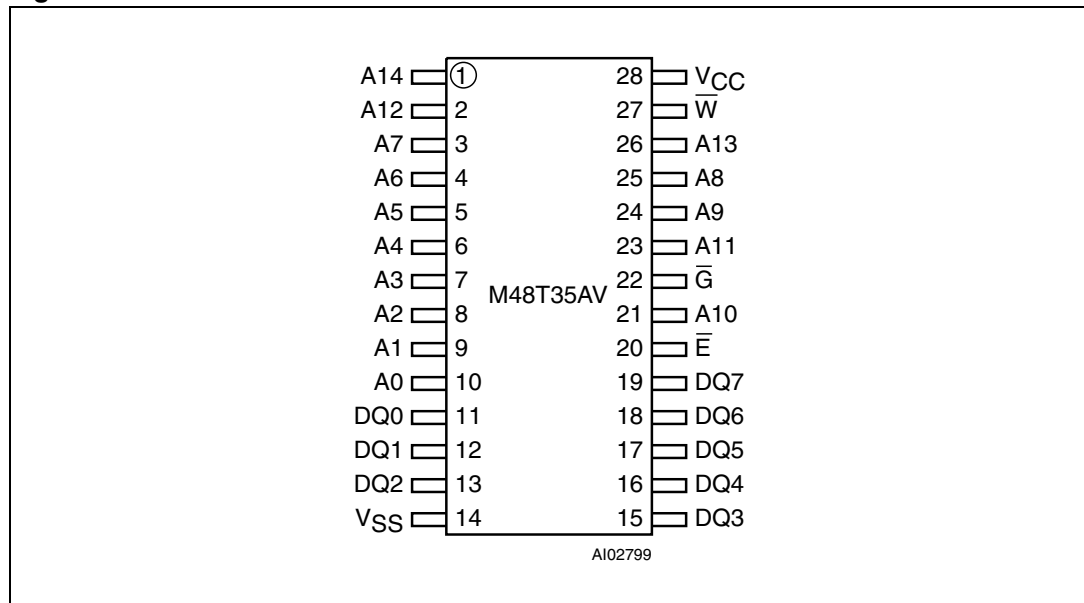 A14 1 28 VCC
A12 2 27 W̅
A7 3 26 A13
A6 4 25 A8
A5 5 24 A9
A4 6 23 A11
A3 7 22 G̅
M48T35AV
A2 8 21 A10
A1 9 20 E̅
A0 10 19 DQ7
DQ0 11 18 DQ6
DQ1 12 17 DQ5
DQ2 13 16 DQ4
VSS 14 15 DQ3
AI02799